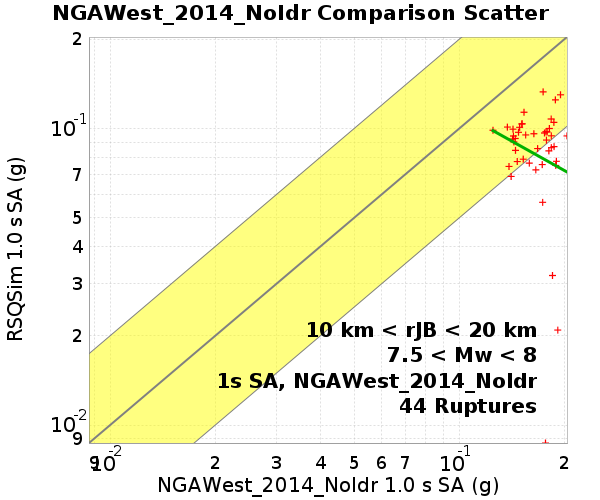 NGAWest_2014_NoIdr Comparison Scatter
2
10-1
7
5
4
3
2
10-2
9
RSQSim 1.0 s SA (g)
10 km < rJB < 20 km
7.5 < Mw < 8
1s SA, NGAWest_2014_NoIdr
44 Ruptures
9 10-2 2 3 4 5 6 7 10-1 2
NGAWest_2014_NoIdr 1.0 s SA (g)